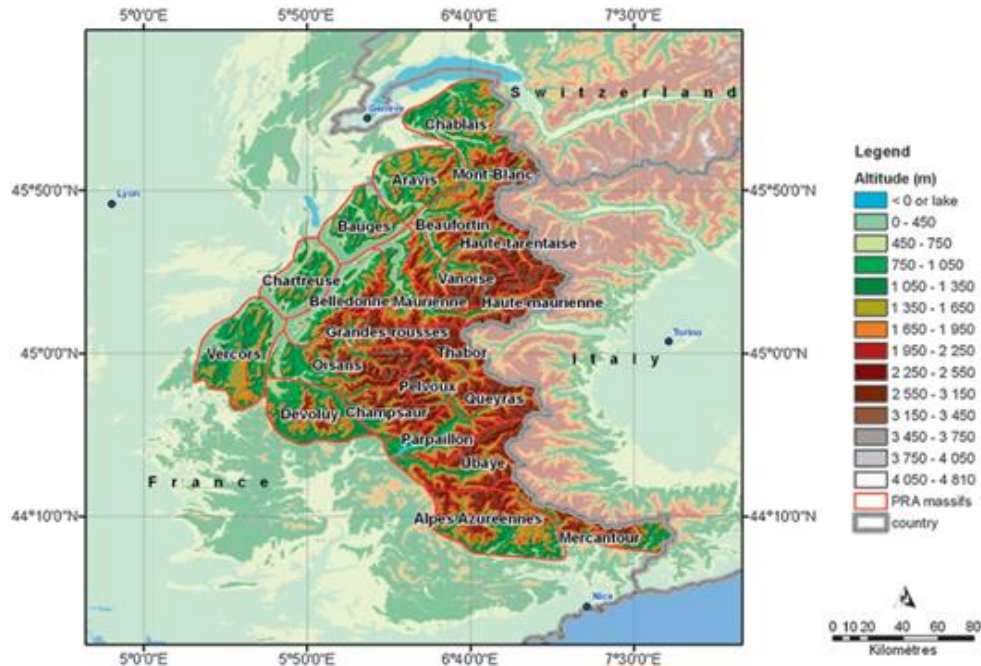 5°0'0"E 5°50'0"E 6°40'0"E 7°30'0"E
Switzerland
Genève
Chablais
45°50'0"N 45°50'0"N
Lyon
Aravis Mont-Blanc
Bauges Beaufortin
Haute-tarentaise
Chartreuse Vanoise
Belledonne Maurienne Haute-maurienne
Grandes-rousses
Torino
45°0'0"N 45°0'0"N
Vercors Thabor Italy
Oisans
Pelvoux
Queyras
Devoluy Champsaur
Parpaillon
Ubaye
France
44°10'0"N 44°10'0"N
Alpes Azureennes
Mercantour
Nice
5°0'0"E 5°50'0"E 6°40'0"E 7°30'0"E
Legend
Altitude (m)
< 0 or lake
0 - 450
450 - 750
750 - 1 050
1 050 - 1 350
1 350 - 1 650
1 650 - 1 950
1 950 - 2 250
2 250 - 2 550
2 550 - 3 150
3 150 - 3 450
3 450 - 3 750
3 750 - 4 050
4 050 - 4 810
PRA massifs
country
0 10 20 40 60 80
Kilométres